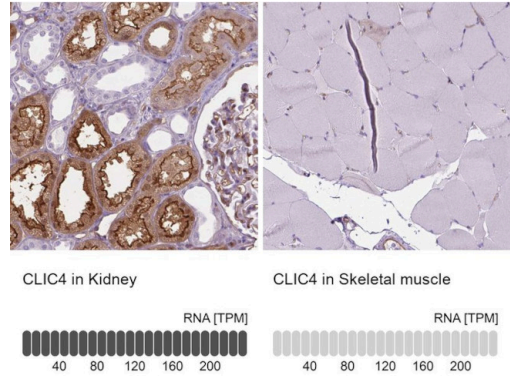 CLIC4 in Kidney
RNA [TPM]
40 80 120 160 200
CLIC4 in Skeletal muscle
RNA [TPM]
40 80 120 160 200